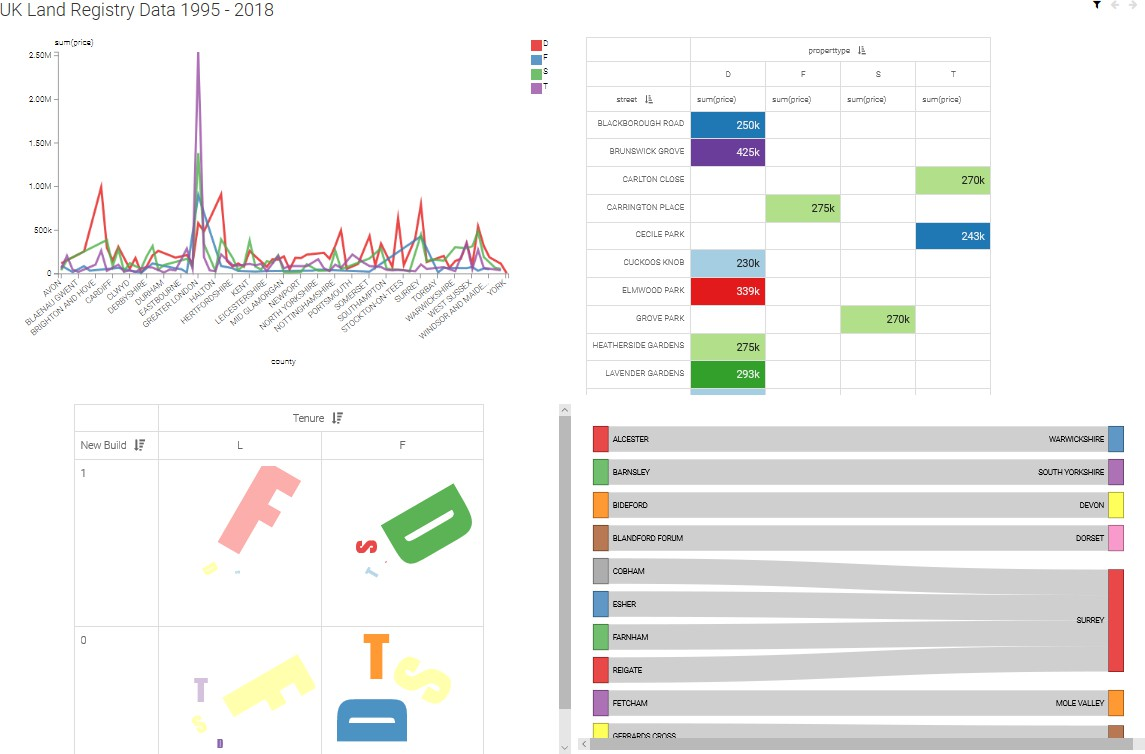 UK Land Registry Data 1995 - 2018
sum(price)
D
F
S
T
2.50M
2.00M
1.50M
1.00M
500k
0
AVON
BLAENAU GWENT
BRIGHTON AND HOVE
CARDIFF
CLWYD
DERBYSHIRE
DURHAM
EASTBOURNE
GREATER LONDON
HALTON
HERTFORDSHIRE
KENT
LEICESTERSHIRE
MID GLAMORGAN
NEWPORT
NORTH YORKSHIRE
NOTTINGHAMSHIRE
PORTSMOUTH
SOMERSET
SOUTHAMPTON
STOCKTON-ON-TEES
SURREY
TORBAY
WARWICKSHIRE
WEST SUSSEX
WINDSOR AND MAIDE...
YORK
county
propertytype
D F S T
street sum(price) sum(price) sum(price) sum(price)
BLACKBOROUGH ROAD 250k
BRUNSWICK GROVE 425k
CARLTON CLOSE 270k
CARRINGTON PLACE 275k
CECILE PARK 243k
CUCKOOS KNOB 230k
ELMWOOD PARK 339k
GROVE PARK 270k
HEATHERSIDE GARDENS 275k
LAVENDER GARDENS 293k
Tenure
New Build L F
1
F
D
S
T
0
T
F
S
D
T
S
D
ALCESTER WARWICKSHIRE
BARNSLEY SOUTH YORKSHIRE
BIDEFORD DEVON
BLANDFORD FORUM DORSET
COBHAM
ESHER
SURREY
FARNHAM
REIGATE
FETCHAM MOLE VALLEY
GERRARDS CROSS